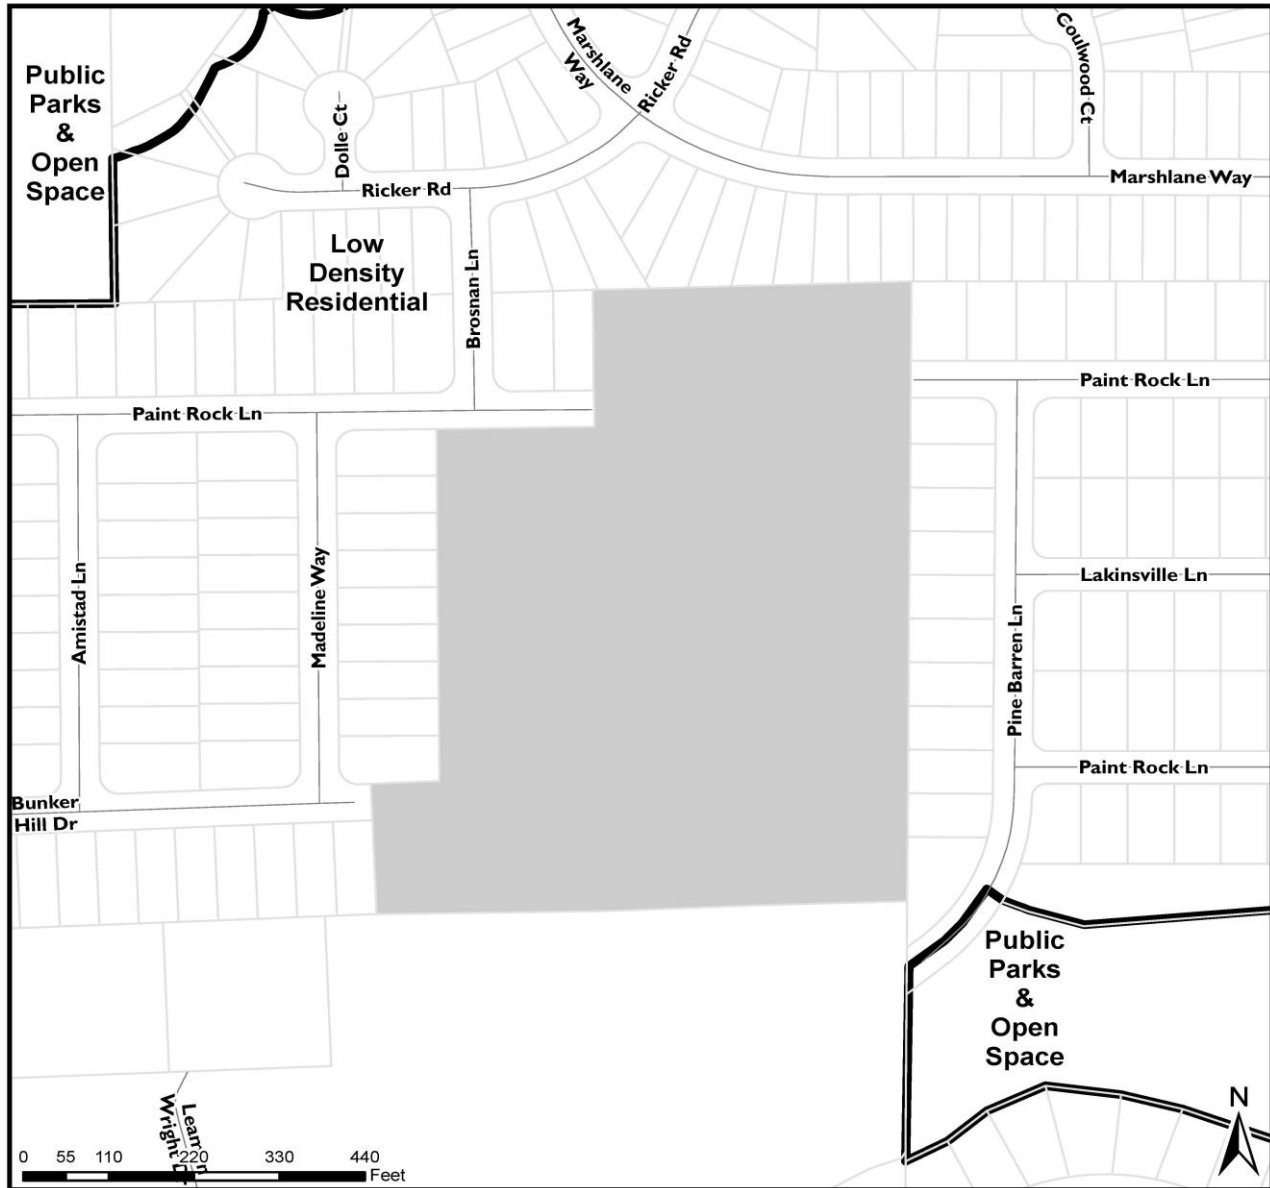 Public
Parks
&
Open
Space
Dolle Ct
Marshlane
Way
Ricker Rd
Coulwood Ct
Ricker Rd
Marshlane Way
Low
Density
Residential
Brosnan Ln
Paint Rock Ln
Paint Rock Ln
Amistad Ln
Madeline Way
Lakinsville Ln
Pine Barren Ln
Paint Rock Ln
Bunker
Hill Dr
Public
Parks
&
Open
Space
Wright
N
0 55 110 220 330 440
Feet